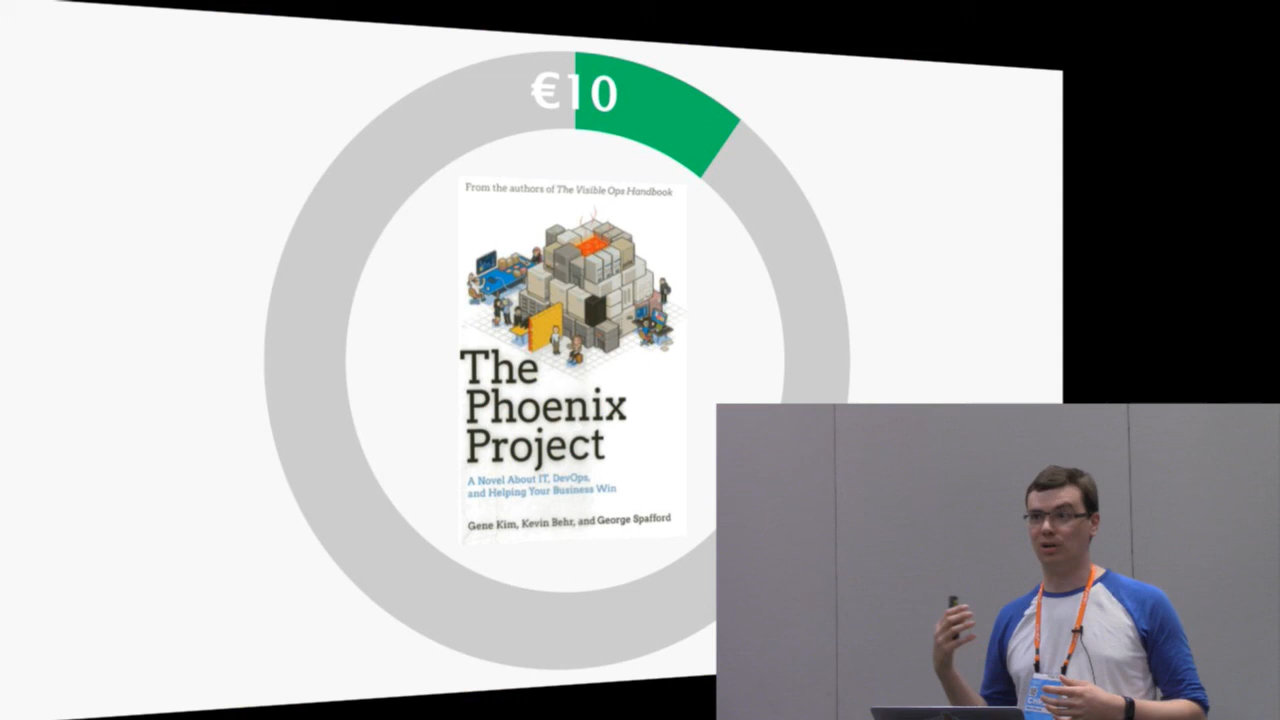 €10
From the authors of The Visible Ops Handbook
The
Phoenix
Project
A Novel About IT, DevOps,
and Helping Your Business Win
Gene Kim, Kevin Behr, and George Spafford